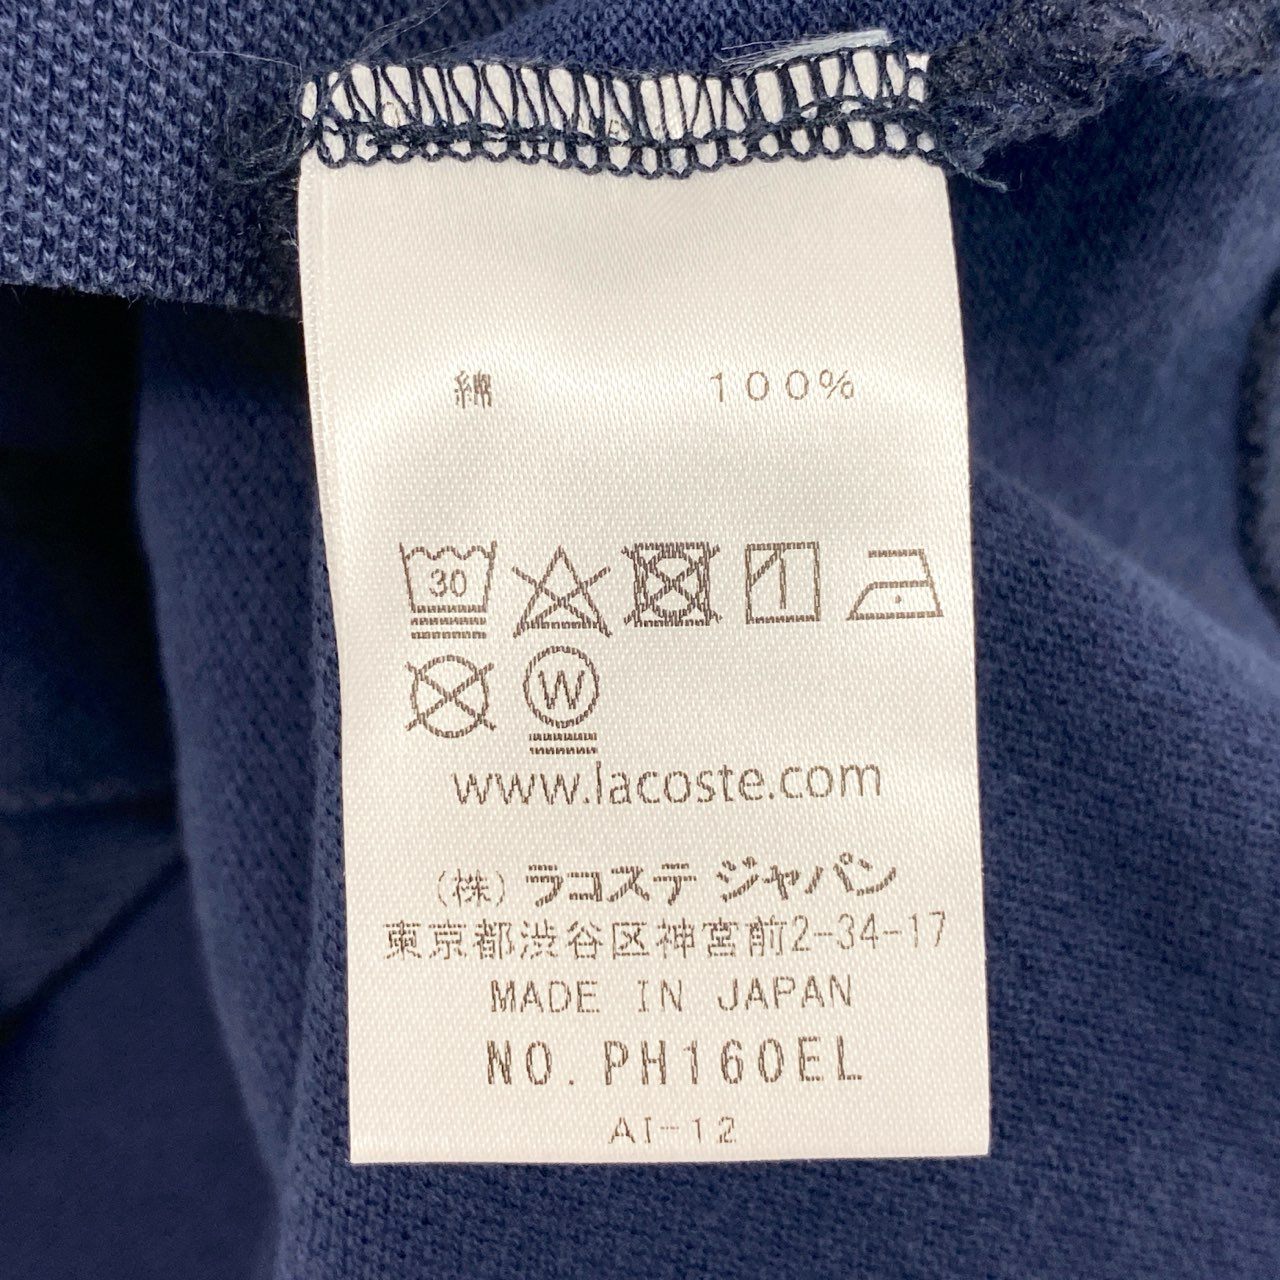 綿 100%
30
W
www.lacoste.com
(株) ラコステ ジャパン
東京都渋谷区神宮前2-34-17
MADE IN JAPAN
NO. PH160EL
AI-12